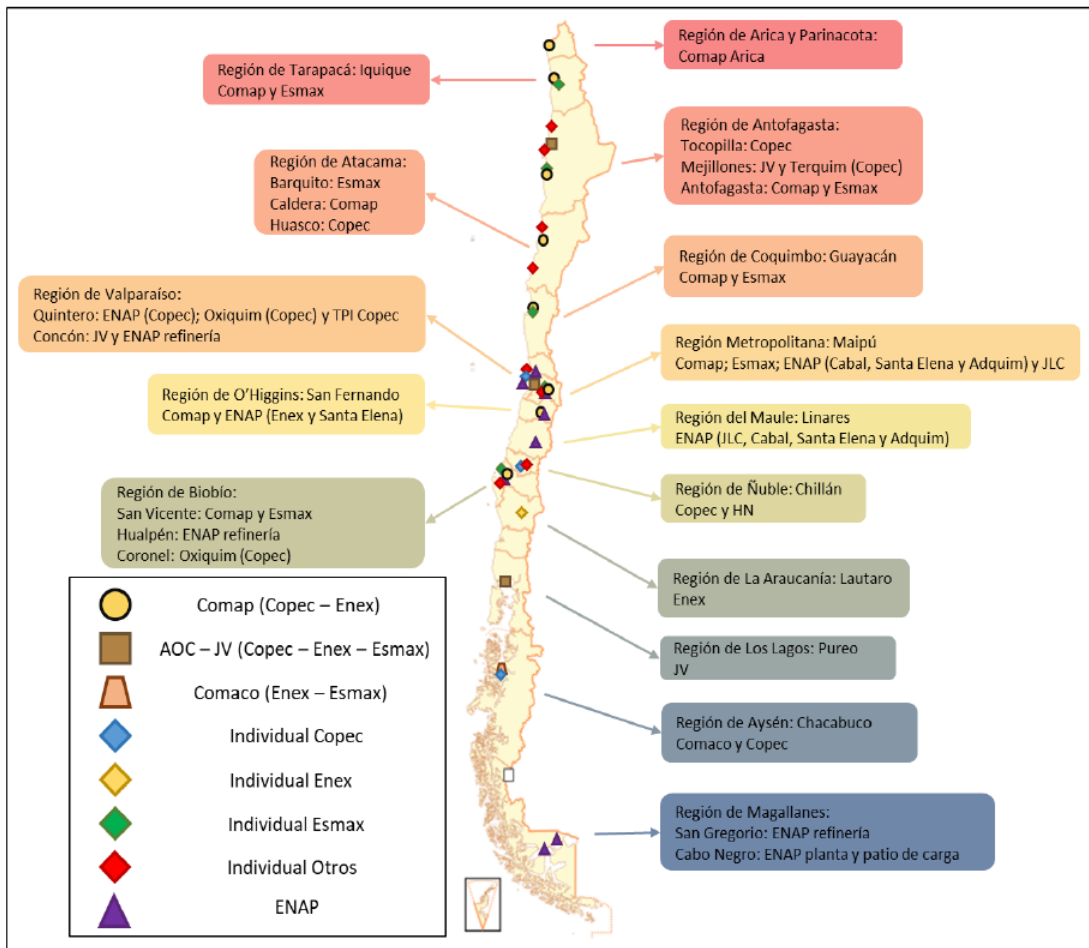 Región de Arica y Parinacota:
Comap Arica
Región de Tarapacá: Iquique
Comap y Esmax
Región de Antofagasta:
Tocopilla: Copec
Mejillones: JV y Terquim (Copec)
Antofagasta: Comap y Esmax
Región de Atacama:
Barquito: Esmax
Caldera: Comap
Huasco: Copec
Región de Coquimbo: Guayacán
Comap y Esmax
Región de Valparaíso:
Quintero: ENAP (Copec); Oxiquim (Copec) y TPI Copec
Concón: JV y ENAP refinería
Región Metropolitana: Maipú
Comap; Esmax; ENAP (Cabal, Santa Elena y Adquim) y JLC
Región de O’Higgins: San Fernando
Comap y ENAP (Enex y Santa Elena)
Región del Maule: Linares
ENAP (JLC, Cabal, Santa Elena y Adquim)
Región de Ñuble: Chillán
Copec y HN
Región de Biobío:
San Vicente: Comap y Esmax
Hualpén: ENAP refinería
Coronel: Oxiquim (Copec)
Región de La Araucanía: Lautaro
Enex
Región de Los Lagos: Pureo
JV
Región de Aysén: Chacabuco
Comaco y Copec
Región de Magallanes:
San Gregorio: ENAP refinería
Cabo Negro: ENAP planta y patio de carga
Comap (Copec – Enex)
AOC – JV (Copec – Enex – Esmax)
Comaco (Enex – Esmax)
Individual Copec
Individual Enex
Individual Esmax
Individual Otros
ENAP